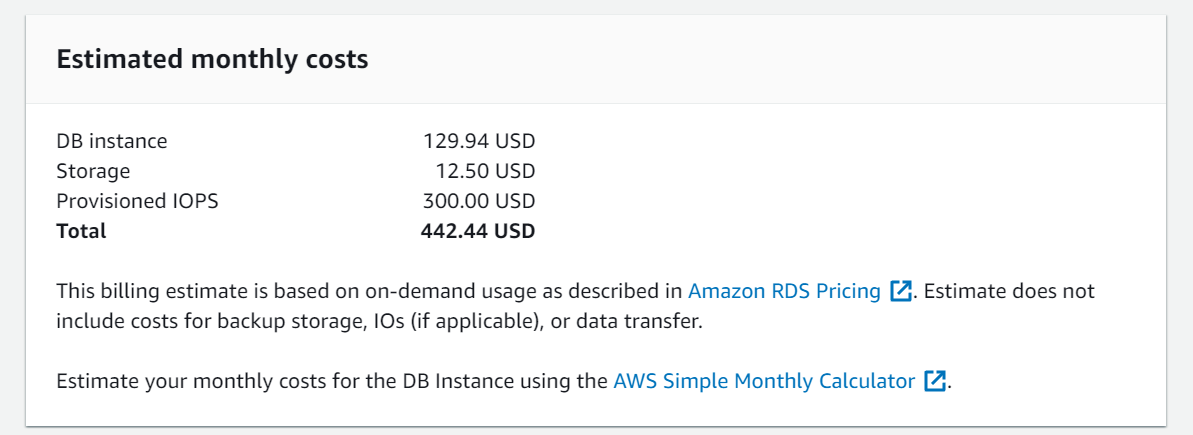 Estimated monthly costs
DB instance 129.94 USD
Storage 12.50 USD
Provisioned IOPS 300.00 USD
Total 442.44 USD
This billing estimate is based on on-demand usage as described in Amazon RDS Pricing. Estimate does not
include costs for backup storage, IOs (if applicable), or data transfer.
Estimate your monthly costs for the DB Instance using the AWS Simple Monthly Calculator.